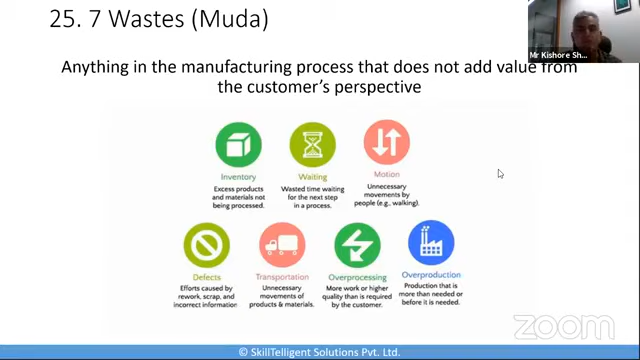 25. 7 Wastes (Muda)
Mr Kishore Sh...
Anything in the manufacturing process that does not add value from
the customer's perspective
Inventory
Excess products
and materials not
being processed.
Waiting
Wasted time waiting
for the next step
in a process.
Motion
Unnecessary
movements by
people (e.g., walking).
Defects
Efforts caused by
rework, scrap, and
incorrect information
Transportation
Unnecessary
movements of
products & materials.
Overprocessing
More work or higher
quality than is required
by the customer.
Overproduction
Production that is
more than needed or
before it is needed.
zoom
© SkillTelligent Solutions Pvt. Ltd.